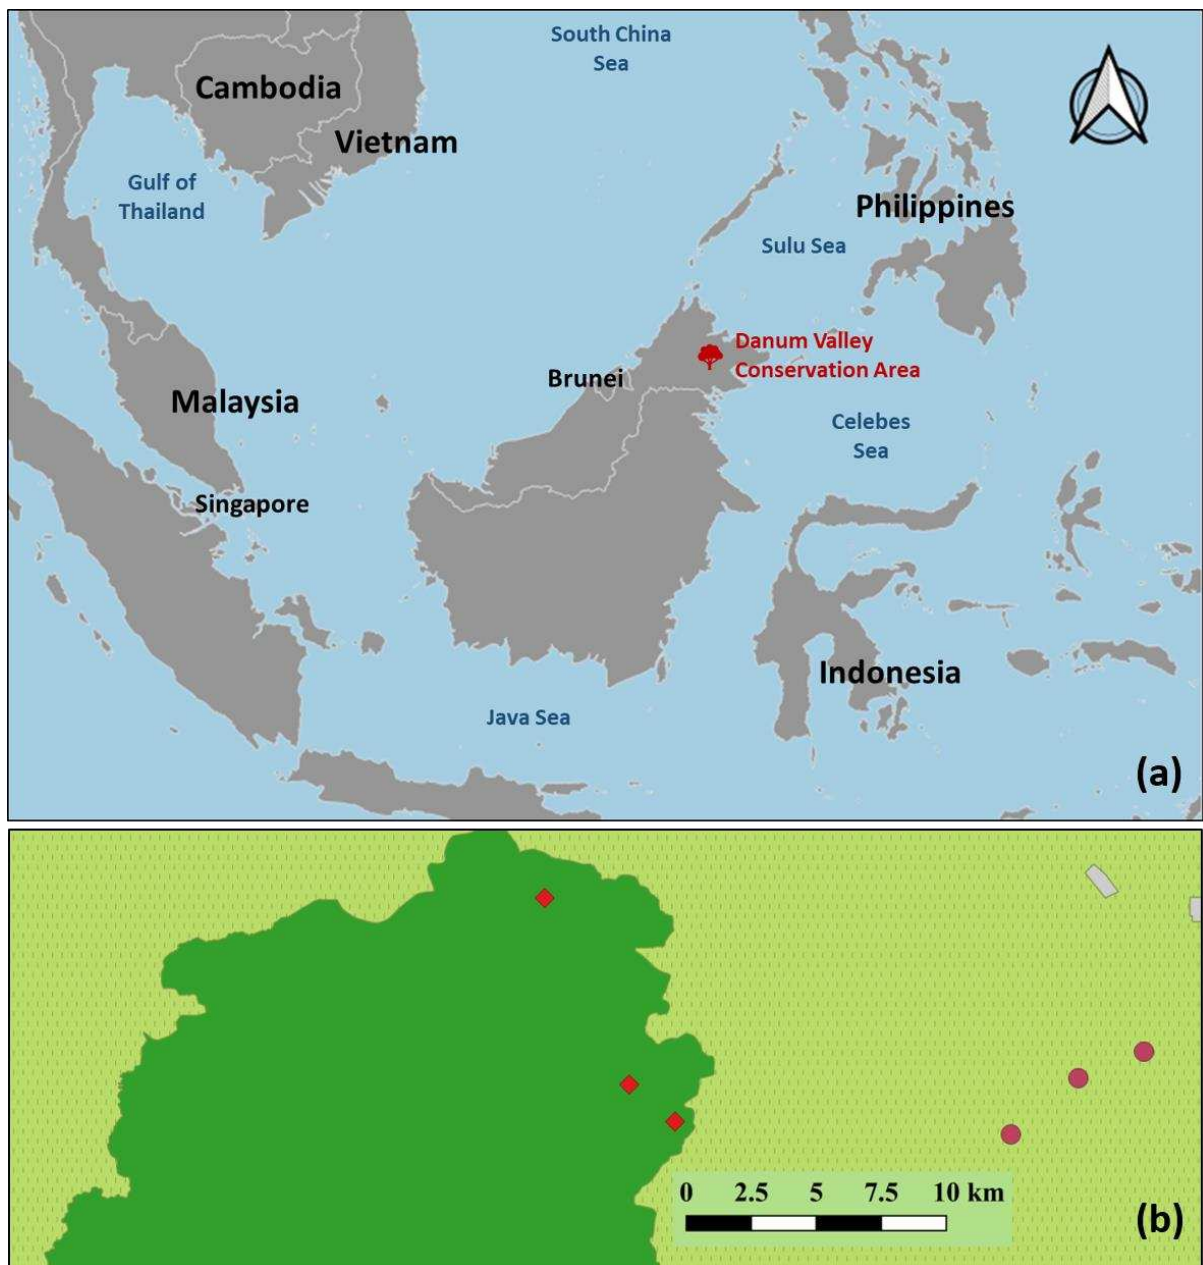 South China
Sea
Cambodia
Vietnam
Gulf of
Thailand
Philippines
Sulu Sea
Danum Valley
Conservation Area
Brunei
Malaysia
Celebes
Sea
Singapore
Indonesia
Java Sea
(a)
0 2.5 5 7.5 10 km
(b)